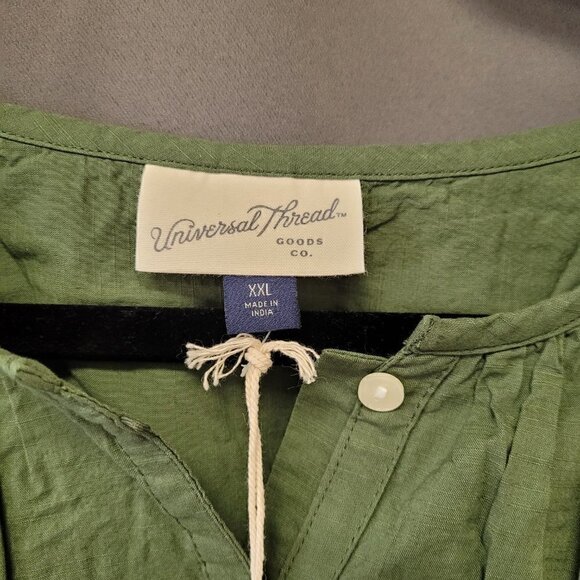 Universal Thread™
GOODS
CO.
XXL
MADE IN
INDIA